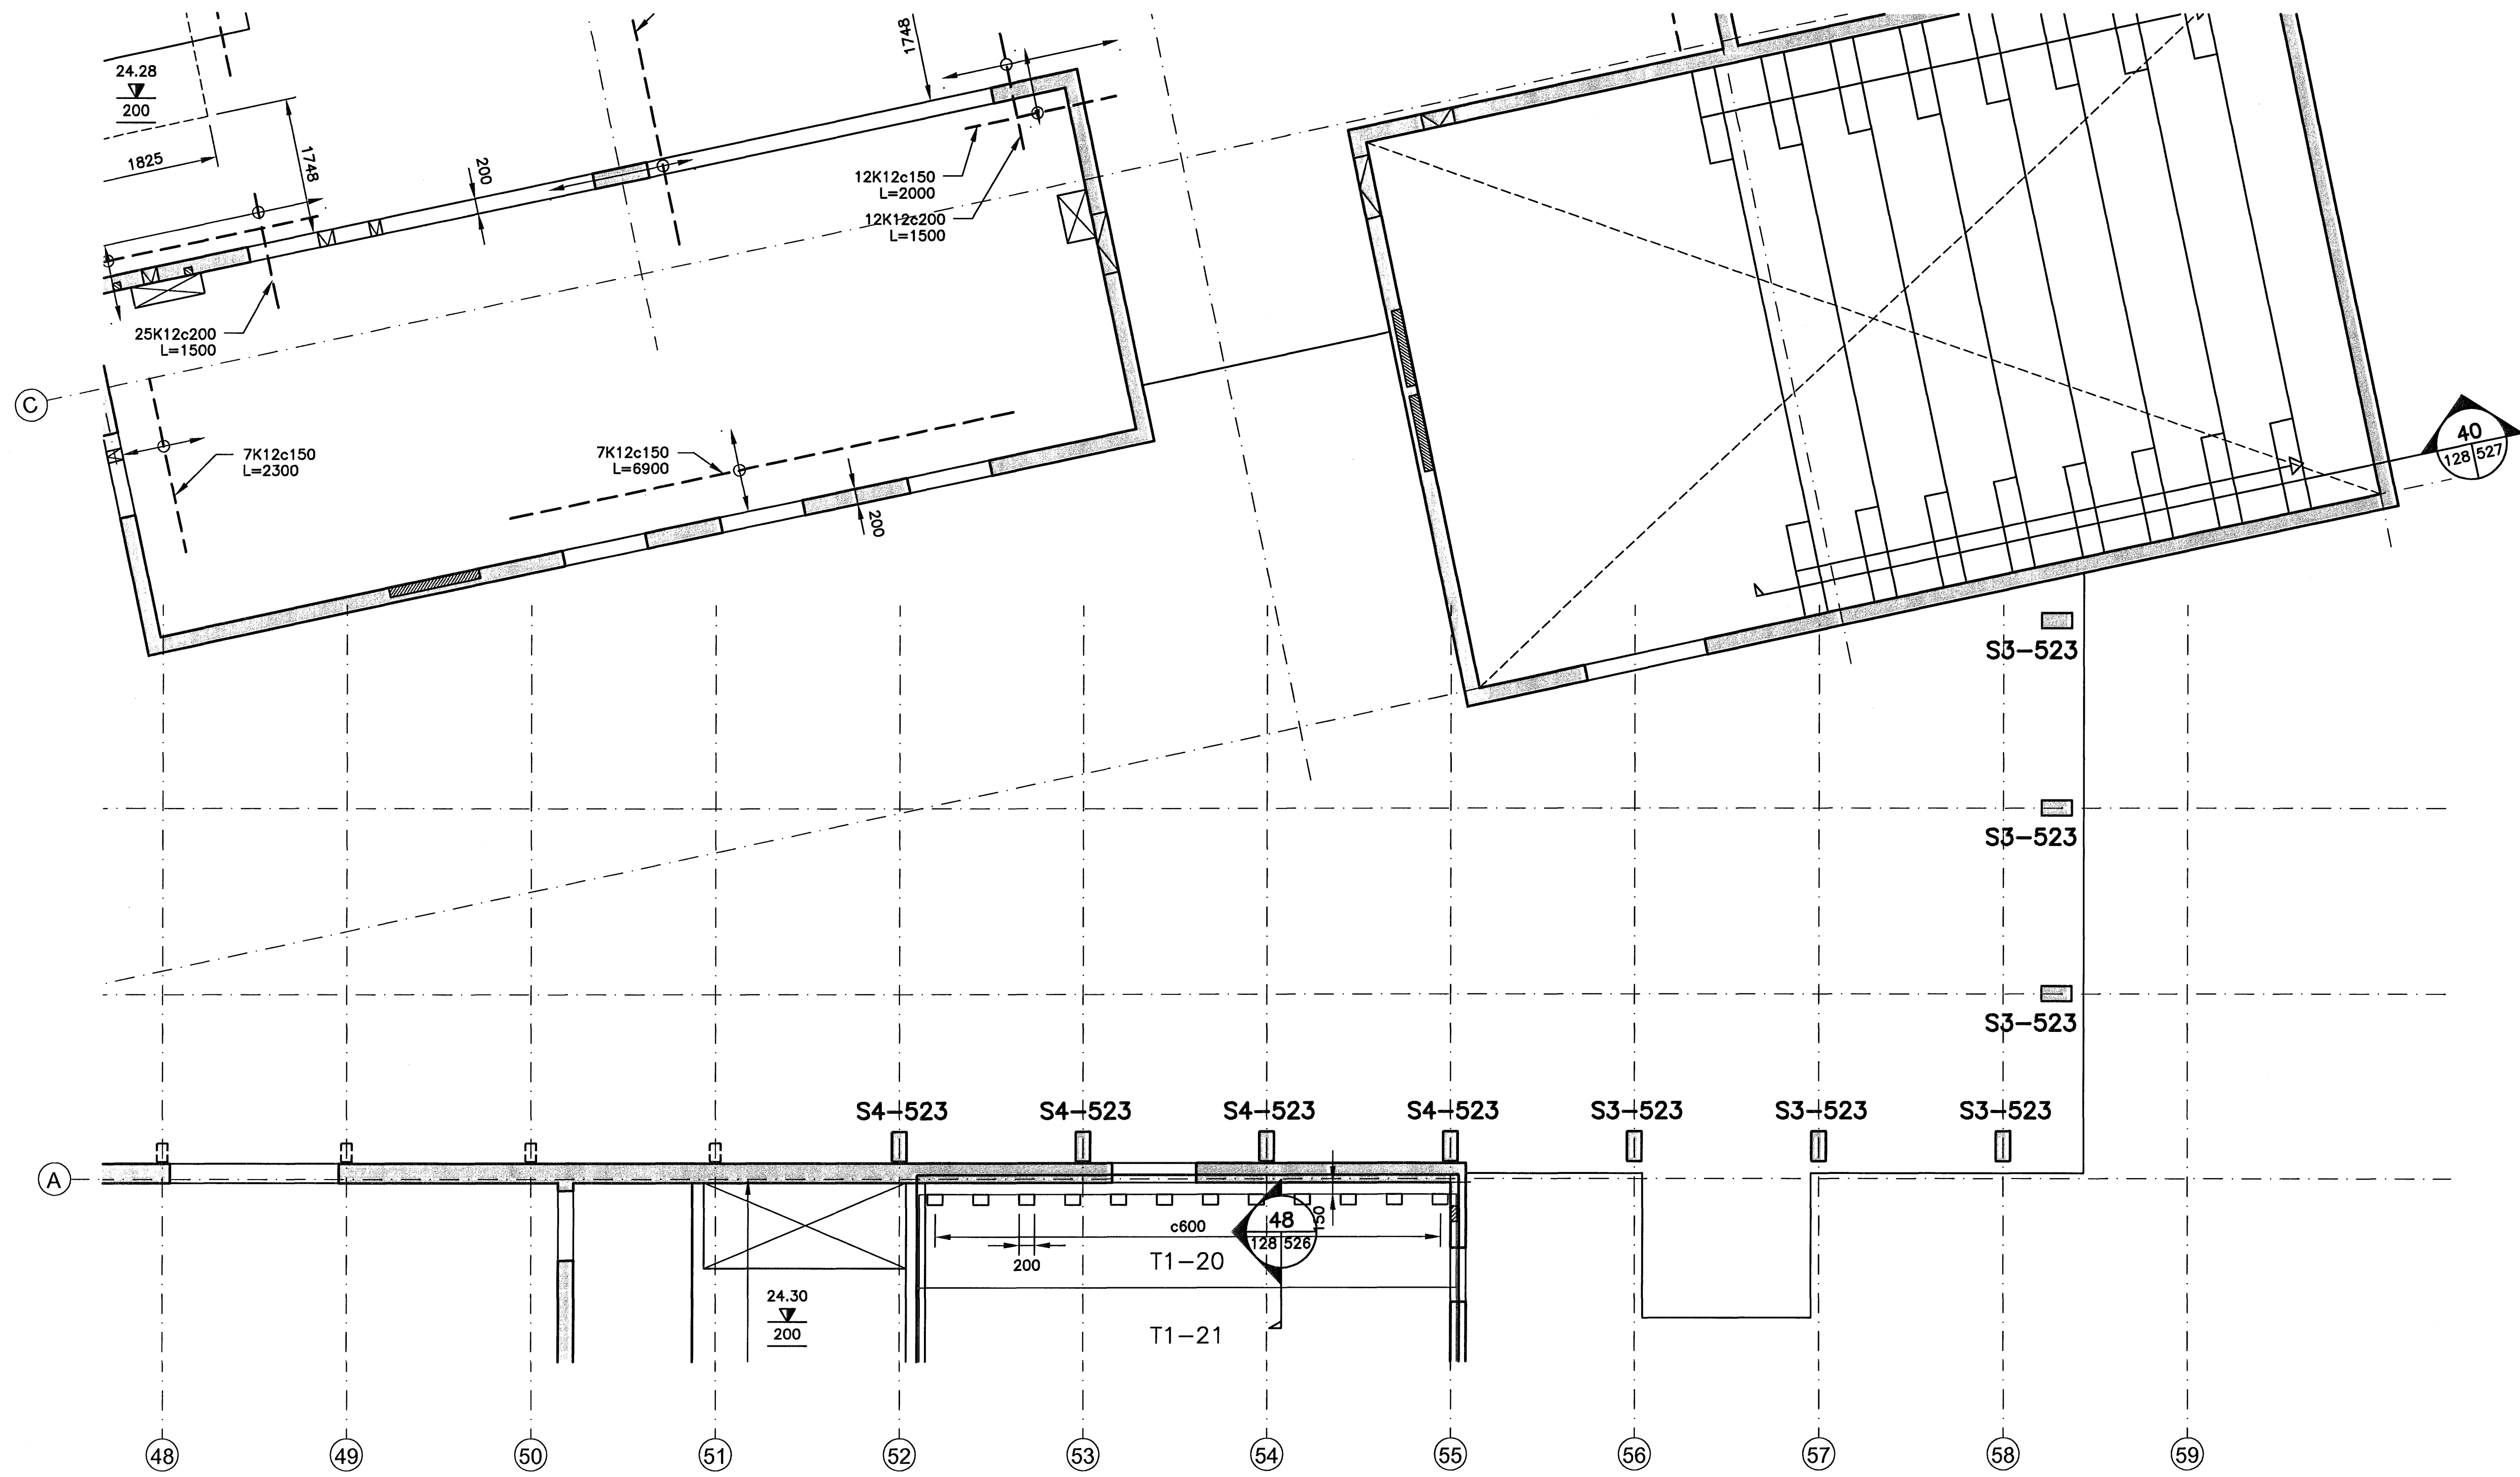 24.28
200
1825
1748
200
1748
12K12c150
L=2000
12K12c200
L=1500
25K12c200
L=1500
C
7K12c150
L=2300
7K12c150
L=6900
200
40
128 527
S3-523
S3-523
S3-523
S4-523 S4-523 S4-523 S4-523 S3-523 S3-523 S3-523
A
c600
200
150
48
128 526
T1-20
24.30
200
T1-21
48 49 50 51 52 53 54 55 56 57 58 59